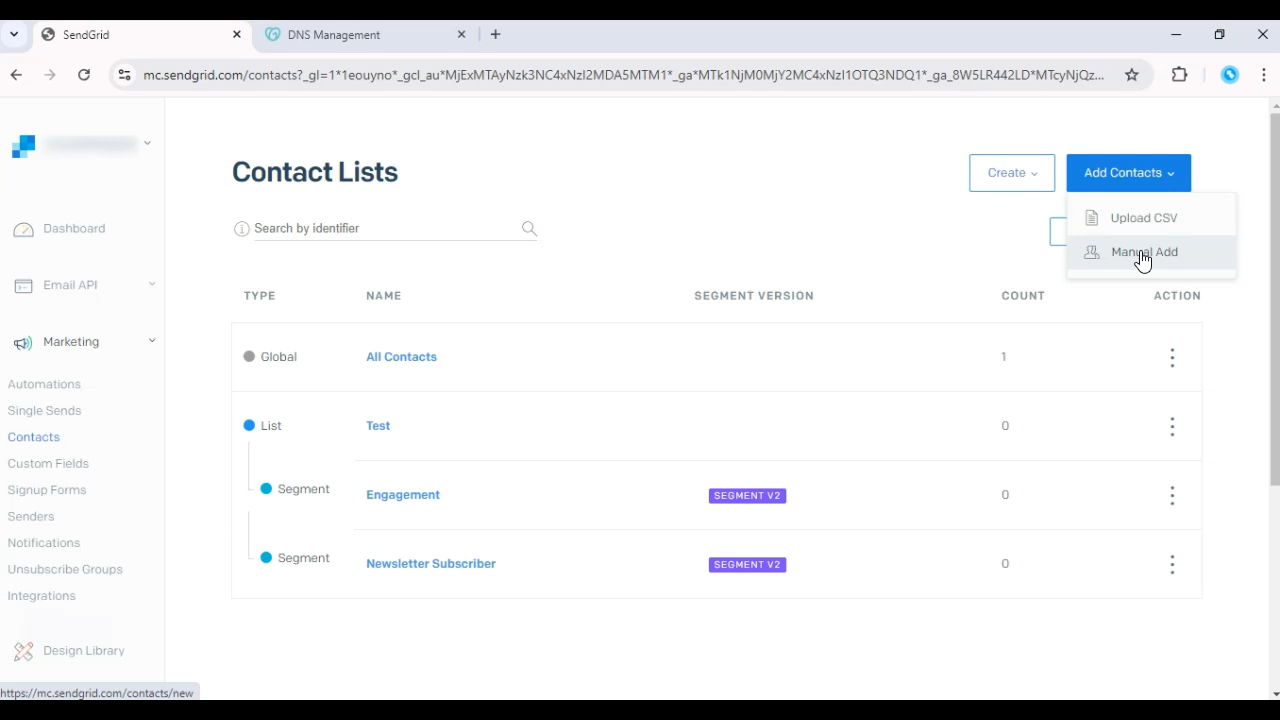 SendGrid
DNS Management
mc.sendgrid.com/contacts?_gl=1*1eouyno*_gcl_au*MjExMTAyNzk3NC4xNzI2MDA5MTM1*_ga*MTk1NjM0MjY2MC4xNzI1OTQ3NDQ1*_ga_8W5LR442LD*MTcyNjQz...
Contact Lists
Create
Add Contacts
Upload CSV
Manual Add
Search by identifier
Dashboard
Email API
Marketing
Automations
Single Sends
Contacts
Custom Fields
Signup Forms
Senders
Notifications
Unsubscribe Groups
Integrations
Design Library
TYPE NAME SEGMENT VERSION COUNT ACTION
Global All Contacts 1
List Test 0
Segment Engagement SEGMENT V2 0
Segment Newsletter Subscriber SEGMENT V2 0
https://mc.sendgrid.com/contacts/new